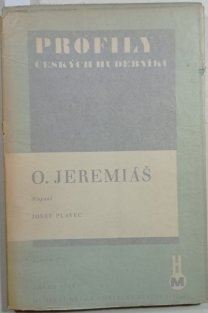 PROFILY
ČESKÝCH HUDEBNÍKŮ
O. JEREMIÁŠ
Napsal
JOSEF PLAVEC
H
M